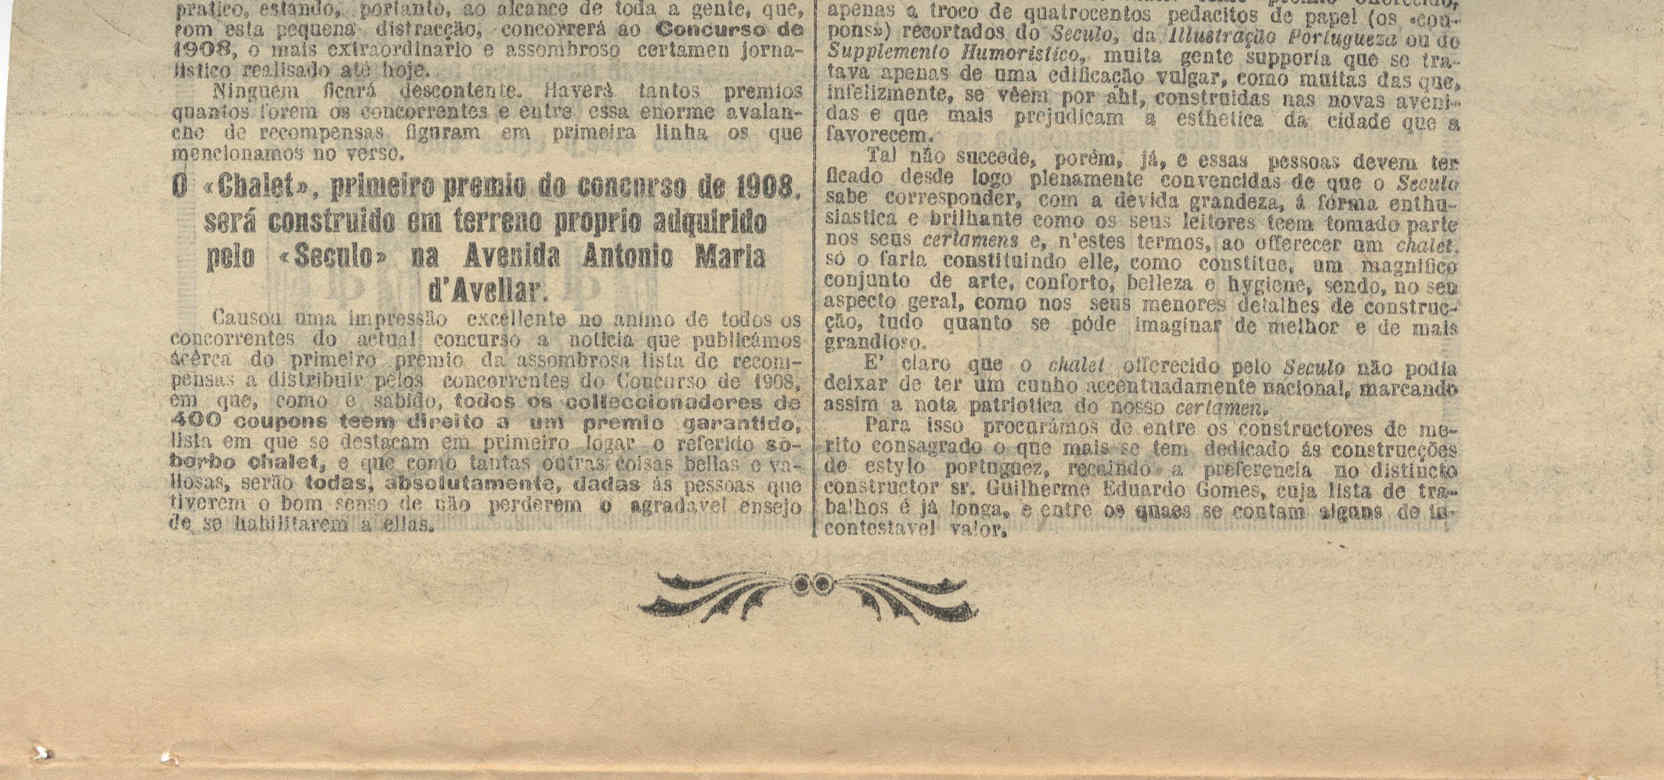 pratico, estando, portanto, ao alcance de toda a gente, que,
com esta pequena distracção, concorrerá ao Concurso de
1908, o mais extraordinario e assombroso certamen jorna-
listico realisado até hoje.
Ninguem ficará descontente. Haverá tantos premios
quantos forem os concorrentes e entre essa enorme avalan-
che de recompensas figuram em primeira linha os que
mencionamos no verso.
O «Chalet», primeiro premio do concurso de 1908,
será construido em terreno proprio adquirido
pelo «Seculo» na Avenida Antonio Maria
d'Avellar.
Causou uma impressão excellente no animo de todos os
concorrentes do actual concurso a noticia que publicámos
ácêrca do primeiro premio da assombrosa lista de recom-
pensas a distribuir pelos concorrentes do Concurso de 1908,
em que, como e sabido, todos os colleccionadores de
400 coupons teem direito a um premio garantido,
lista em que se destacam em primeiro logar o referido so-
berbo chalet, e que como tantas outras coisas bellas e va-
liosas, serão todas, absolutamente, dadas ás pessoas que
tiverem o bom senso de não perderem o agradavel ensejo
de se habilitarem a ellas.
apenas a troco de quatrocentos pedacitos de papel (os «cou-
pons») recortados do Seculo, da Illustração Portugueza ou do
Supplemento Humoristico, muita gente supporia que se tra-
tava apenas de uma edificação vulgar, como muitas das que,
infelizmente, se vêem por ahi, construidas nas novas aveni-
das e que mais prejudicam a esthetica da cidade que a
favorecem.
Tal não succede, porém, já, e essas pessoas devem ter
ficado desde logo plenamente convencidas de que o Seculo
sabe corresponder, com a devida grandeza, á fórma enthu-
siastica e brilhante como os seus leitores teem tomado parte
nos seus certamens e, n'estes termos, ao offerecer um chalet,
só o faria constituindo elle, como constitue, um magnifico
conjunto de arte, conforto, belleza e hygiene, sendo, no seu
aspecto geral, como nos seus menores detalhes de construc-
ção, tudo quanto se póde imaginar de melhor e de mais
grandioso.
E' claro que o chalet offerecido pelo Seculo não podia
deixar de ter um cunho accentuadamente nacional, marcando
assim a nota patriotica do nosso certamen.
Para isso procurámos de entre os constructores de me-
rito consagrado o que mais se tem dedicado ás construcções
de estylo portuguez, recaindo a preferencia no distincto
constructor sr. Guilherme Eduardo Gomes, cuja lista de tra-
balhos é já longa, e entre os quaes se contam alguns de in-
contestavel valor.